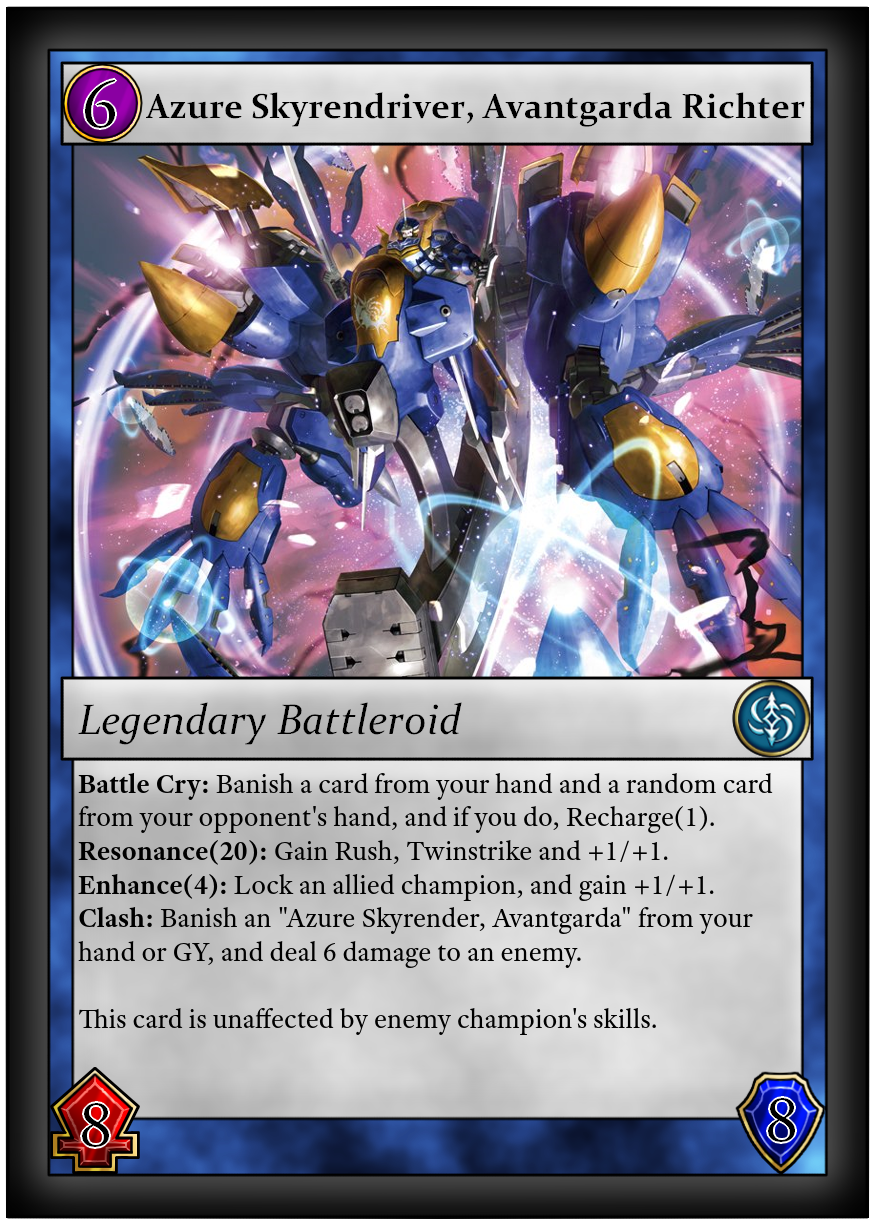 6
Azure Skyrendriver, Avantgarda Richter
Legendary Battleroid
Battle Cry: Banish a card from your hand and a random card
from your opponent's hand, and if you do, Recharge(1).
Resonance(20): Gain Rush, Twinstrike and +1/+1.
Enhance(4): Lock an allied champion, and gain +1/+1.
Clash: Banish an "Azure Skyrender, Avantgarda" from your
hand or GY, and deal 6 damage to an enemy.
This card is unaffected by enemy champion's skills.
8
8